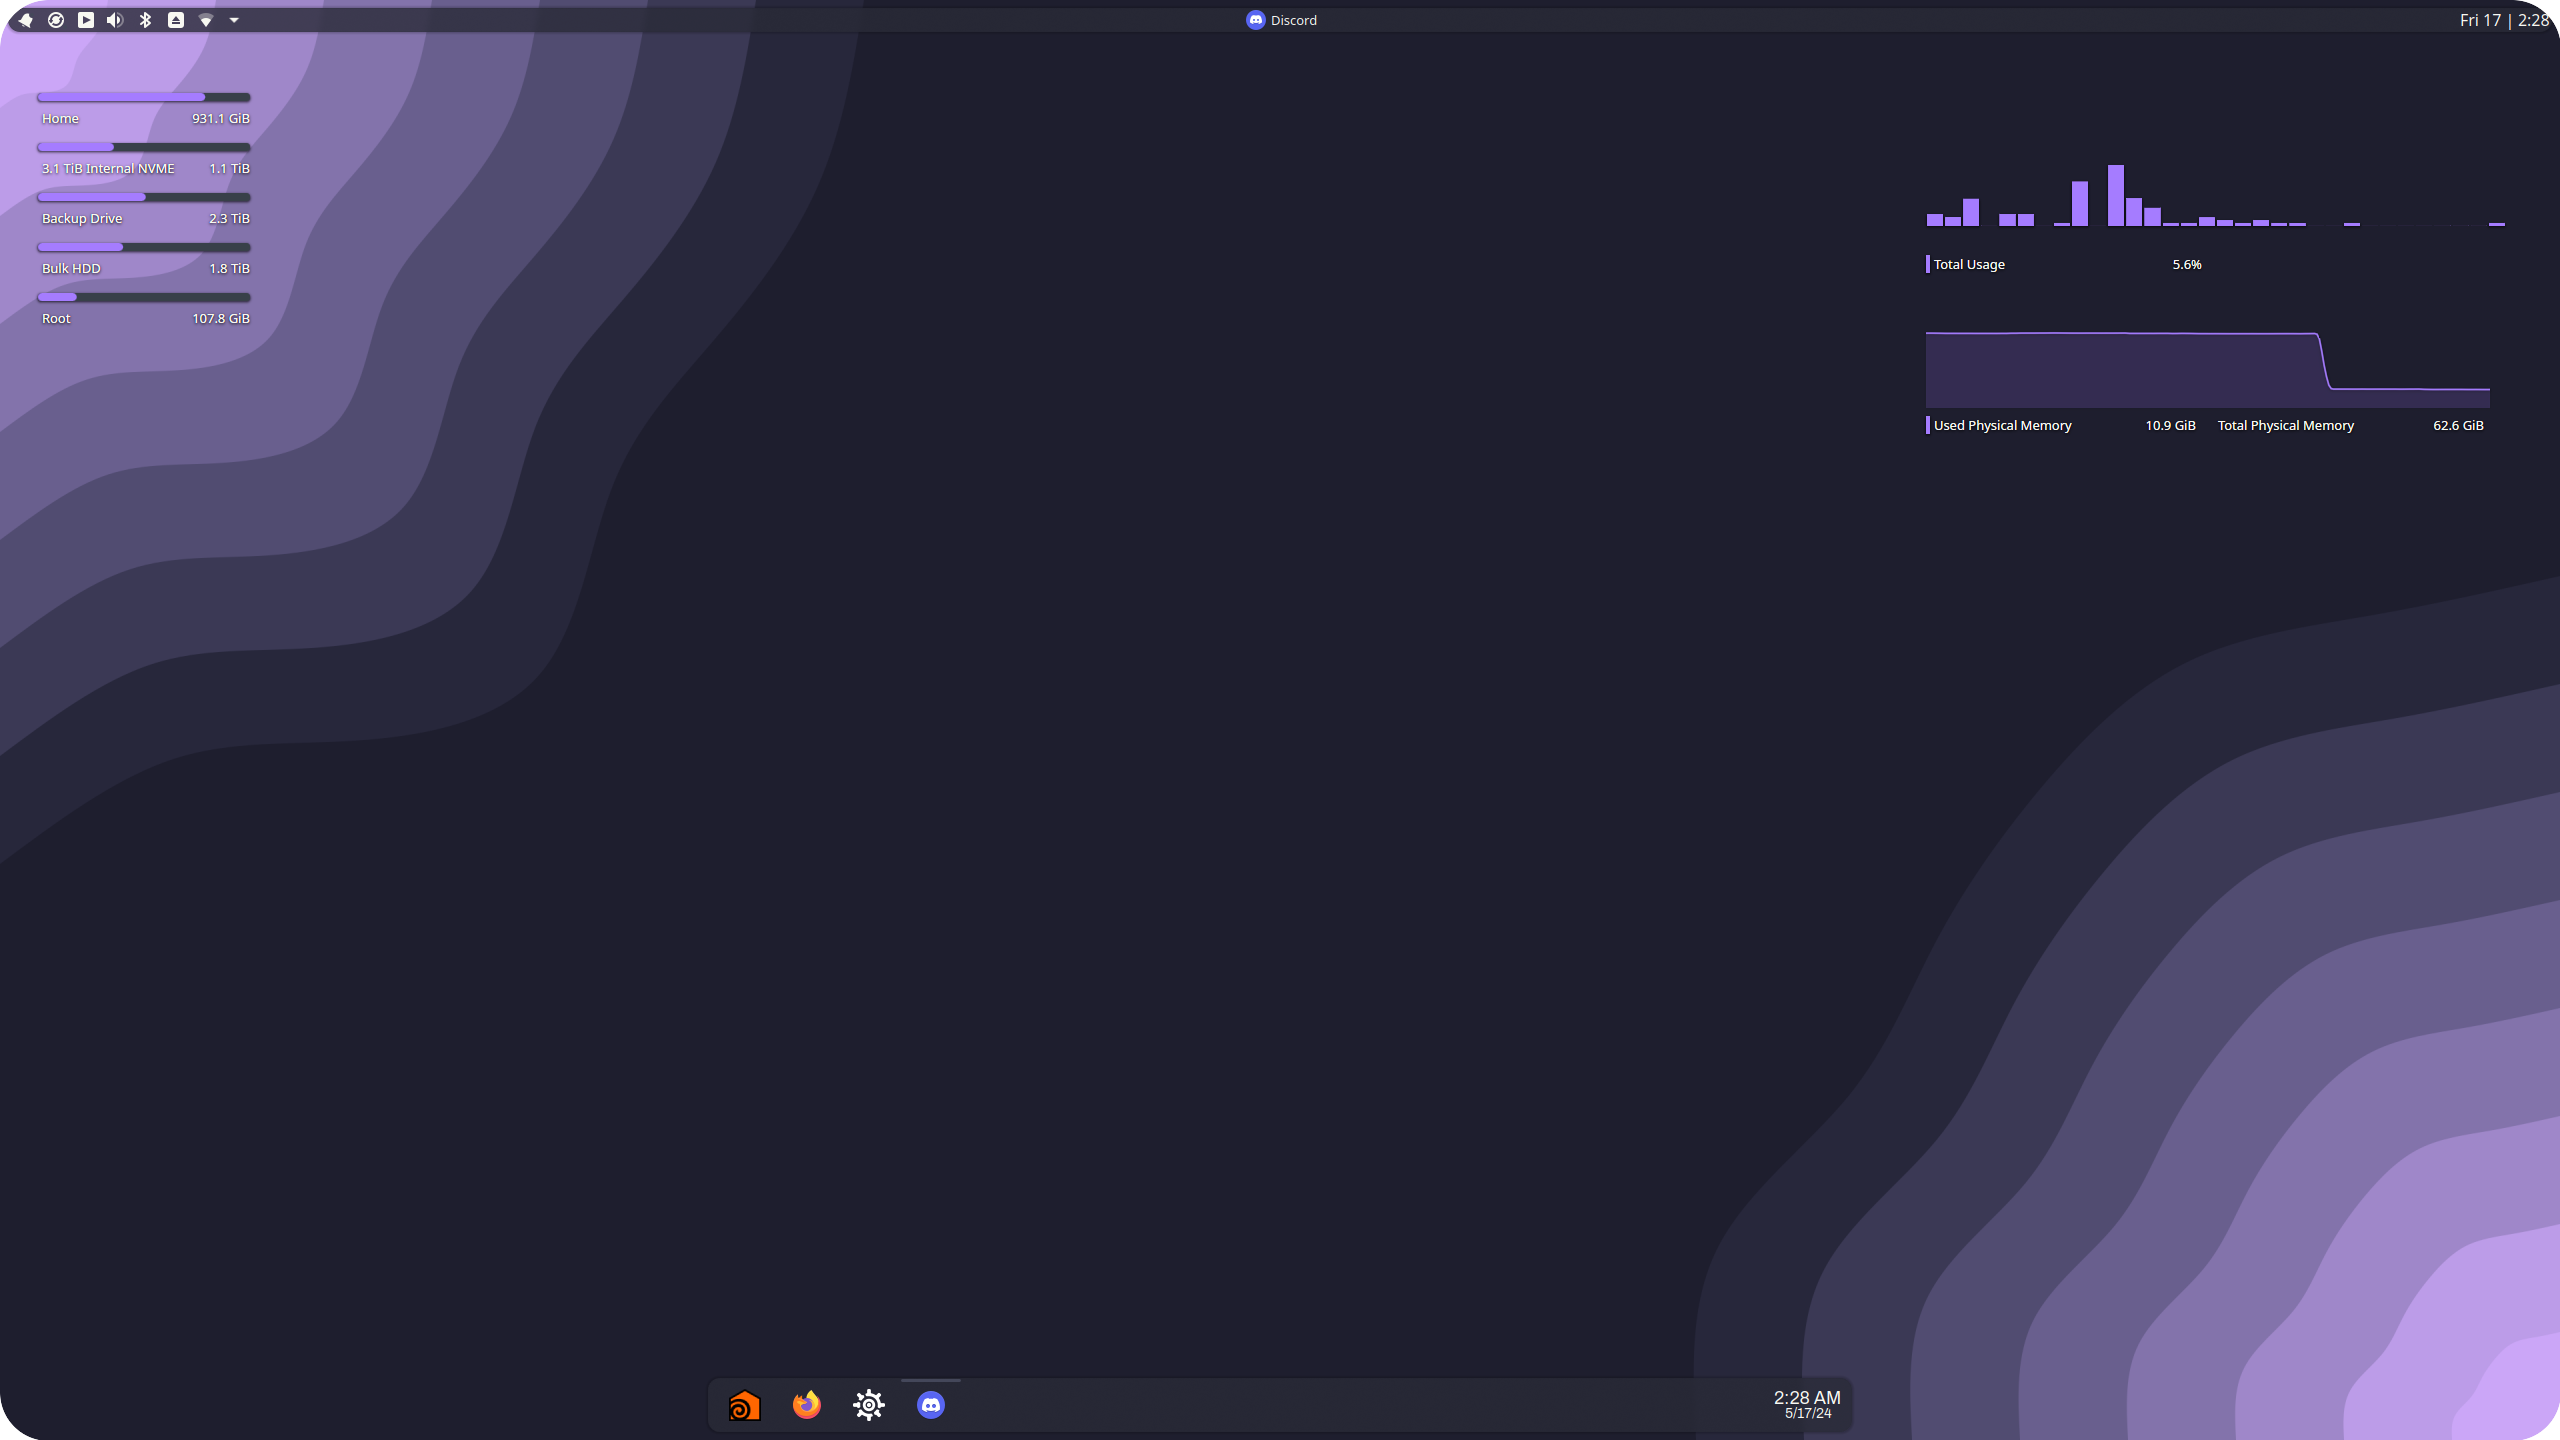 Discord
Fri 17 | 2:28
Home 931.1 GiB
3.1 TiB Internal NVME 1.1 TiB
Backup Drive 2.3 TiB
Bulk HDD 1.8 TiB
Root 107.8 GiB
Total Usage 5.6%
Used Physical Memory 10.9 GiB Total Physical Memory 62.6 GiB
2:28 AM
5/17/24